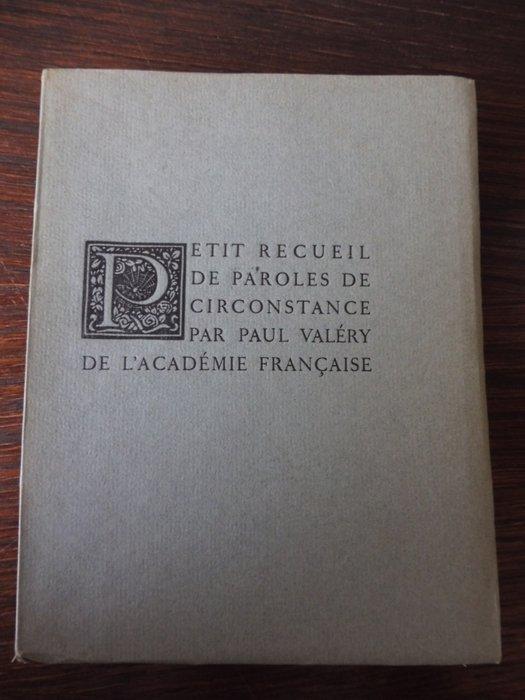 PETIT RECUEIL
DE PAROLES DE
CIRCONSTANCE
PAR PAUL VALÉRY
DE L'ACADÉMIE FRANÇAISE